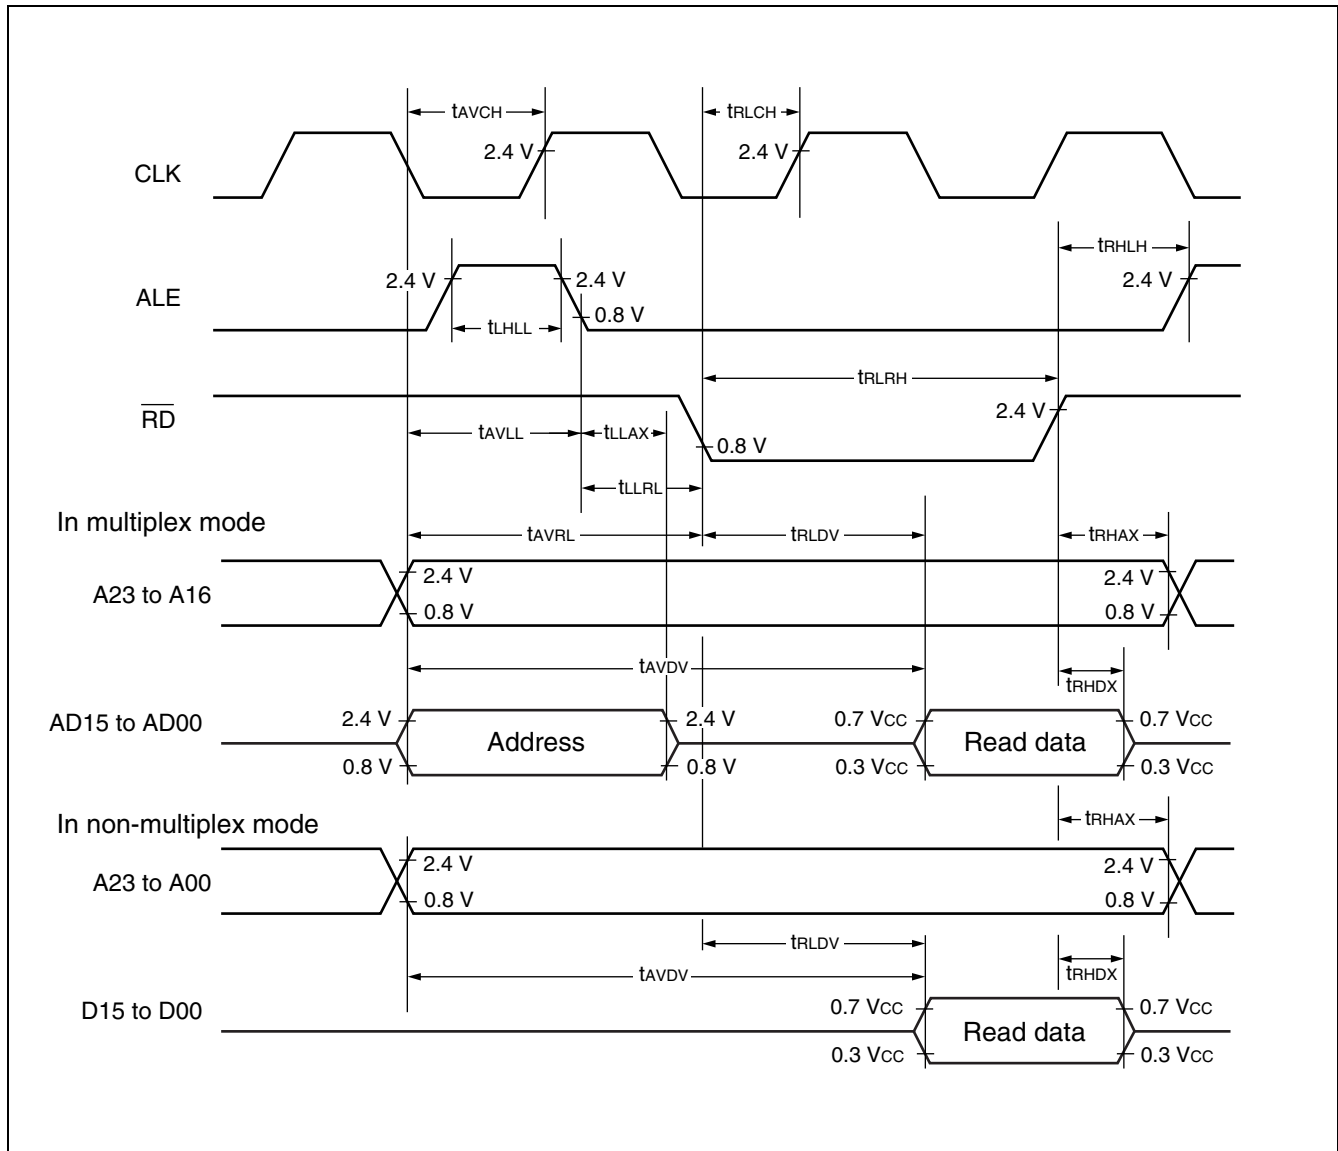 tAVCH
tRLCH
CLK
2.4 V
2.4 V
tRHLH
ALE
2.4 V
2.4 V
2.4 V
0.8 V
tLHLL
tRLRH
RD
2.4 V
0.8 V
tAVLL
tLLAX
tLLRL
In multiplex mode
tAVRL
tRLDV
tRHAX
A23 to A16
2.4 V
2.4 V
0.8 V
0.8 V
tAVDV
tRHDX
AD15 to AD00
2.4 V
Address
2.4 V
0.7 VCC
Read data
0.7 VCC
0.8 V
0.8 V
0.3 VCC
0.3 VCC
In non-multiplex mode
tRHAX
A23 to A00
2.4 V
2.4 V
0.8 V
0.8 V
tRLDV
tAVDV
tRHDX
D15 to D00
0.7 VCC
Read data
0.7 VCC
0.3 VCC
0.3 VCC